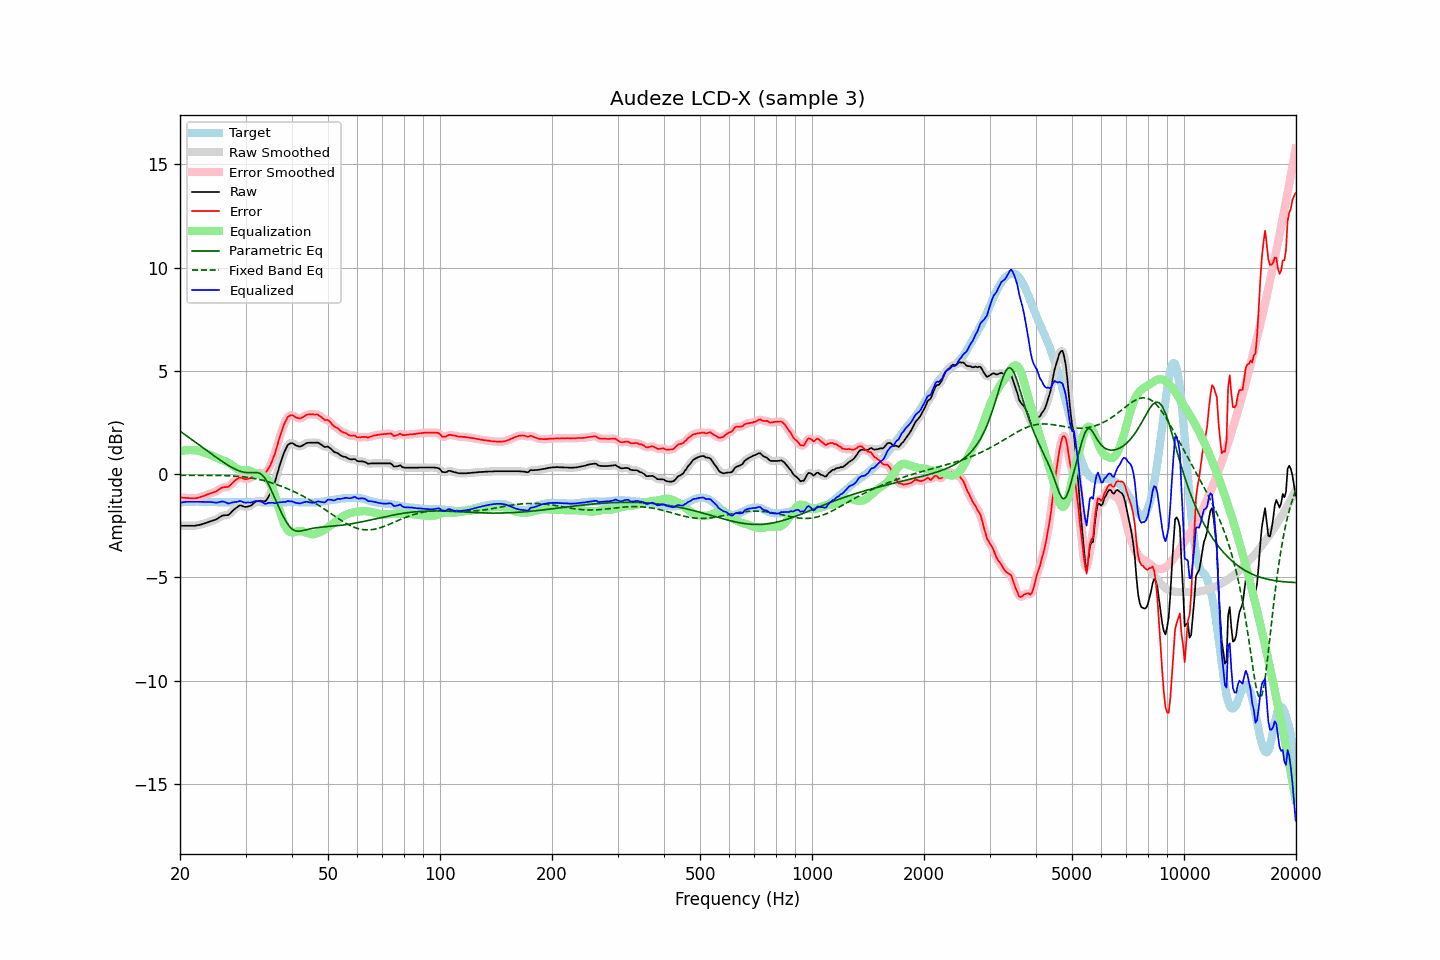 Audeze LCD-X (sample 3)
Target
Raw Smoothed
Error Smoothed
Raw
Error
Equalization
Parametric Eq
Fixed Band Eq
Equalized
15
10
5
0
−5
−10
−15
Amplitude (dBr)
20 50 100 200 500 1000 2000 5000 10000 20000
Frequency (Hz)